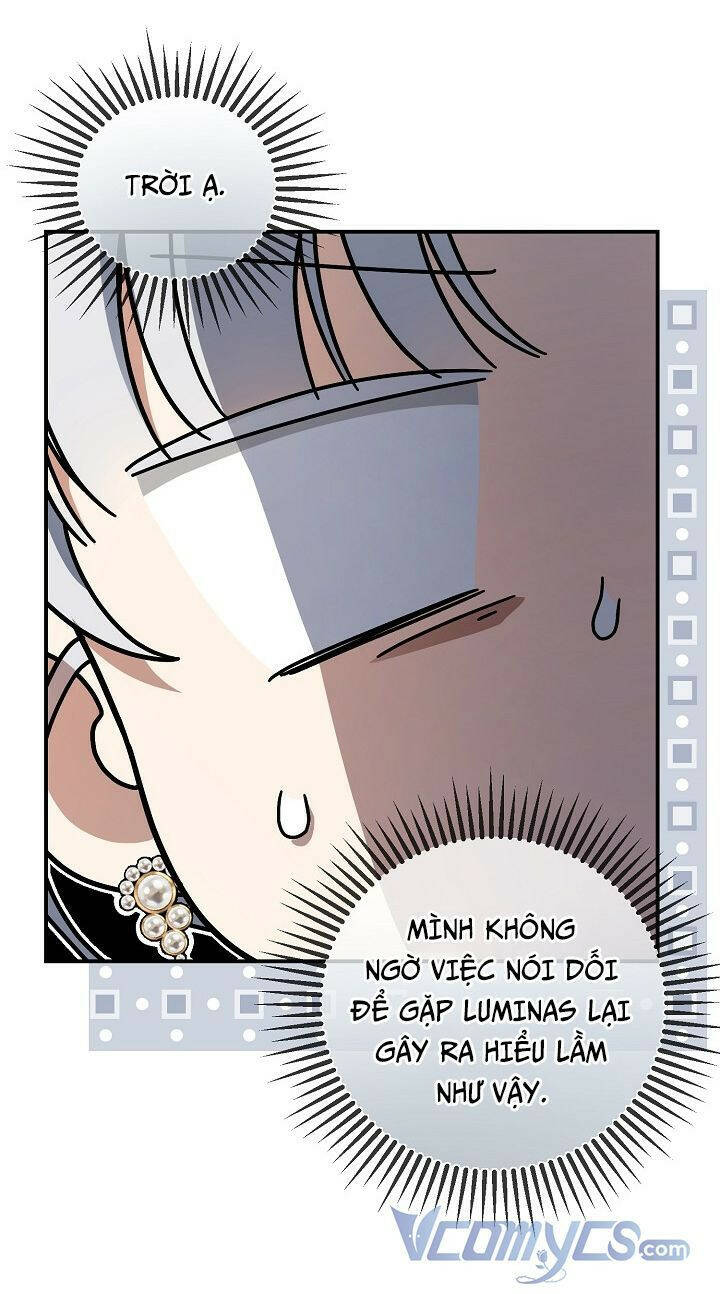 TRỜI Ạ.
MÌNH KHÔNG
NGỜ VIỆC NÓI DỐI
ĐỂ GẶP LUMINAS LẠI
GÂY RA HIỂU LẦM
NHƯ VẬY.
VCOMYCS.com